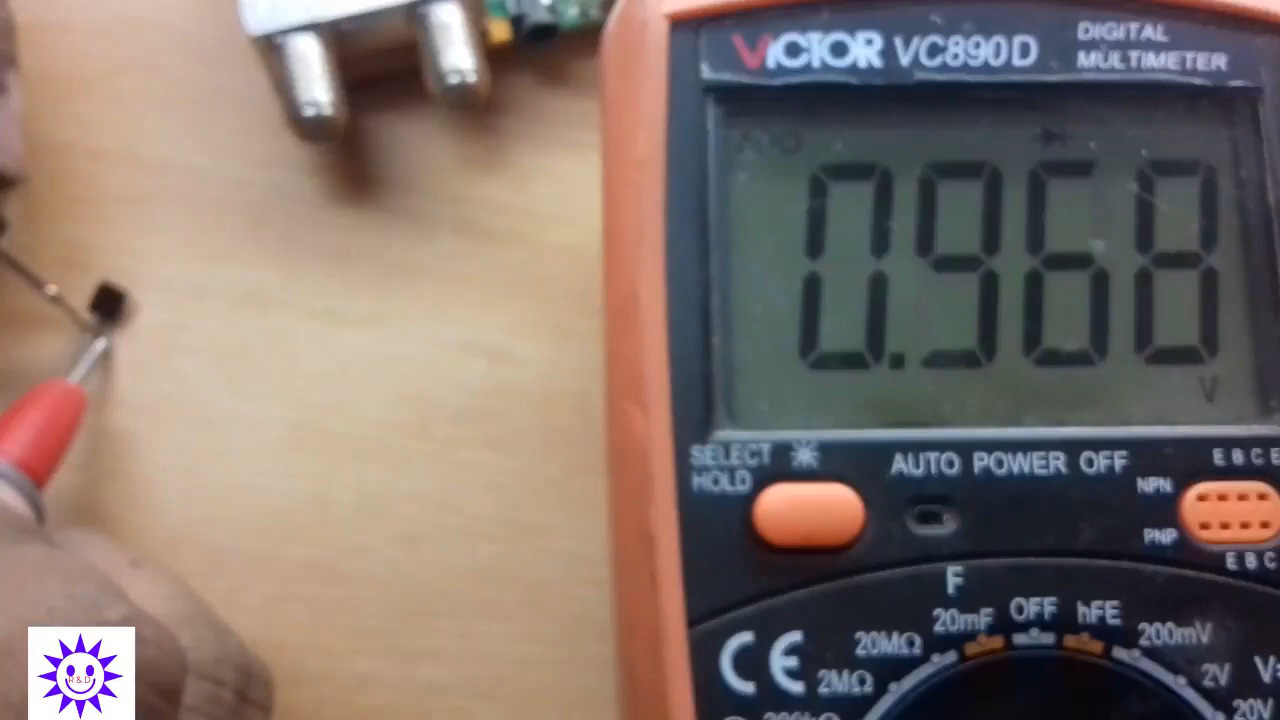 VICTOR VC890D
DIGITAL
MULTIMETER
AUTO
0.968
V
SELECT
HOLD
AUTO POWER OFF
E B C E
NPN
PNP
E B C
F
20mF
OFF
hFE
200mV
20MΩ
2MΩ
2V
20V
CE
R&D